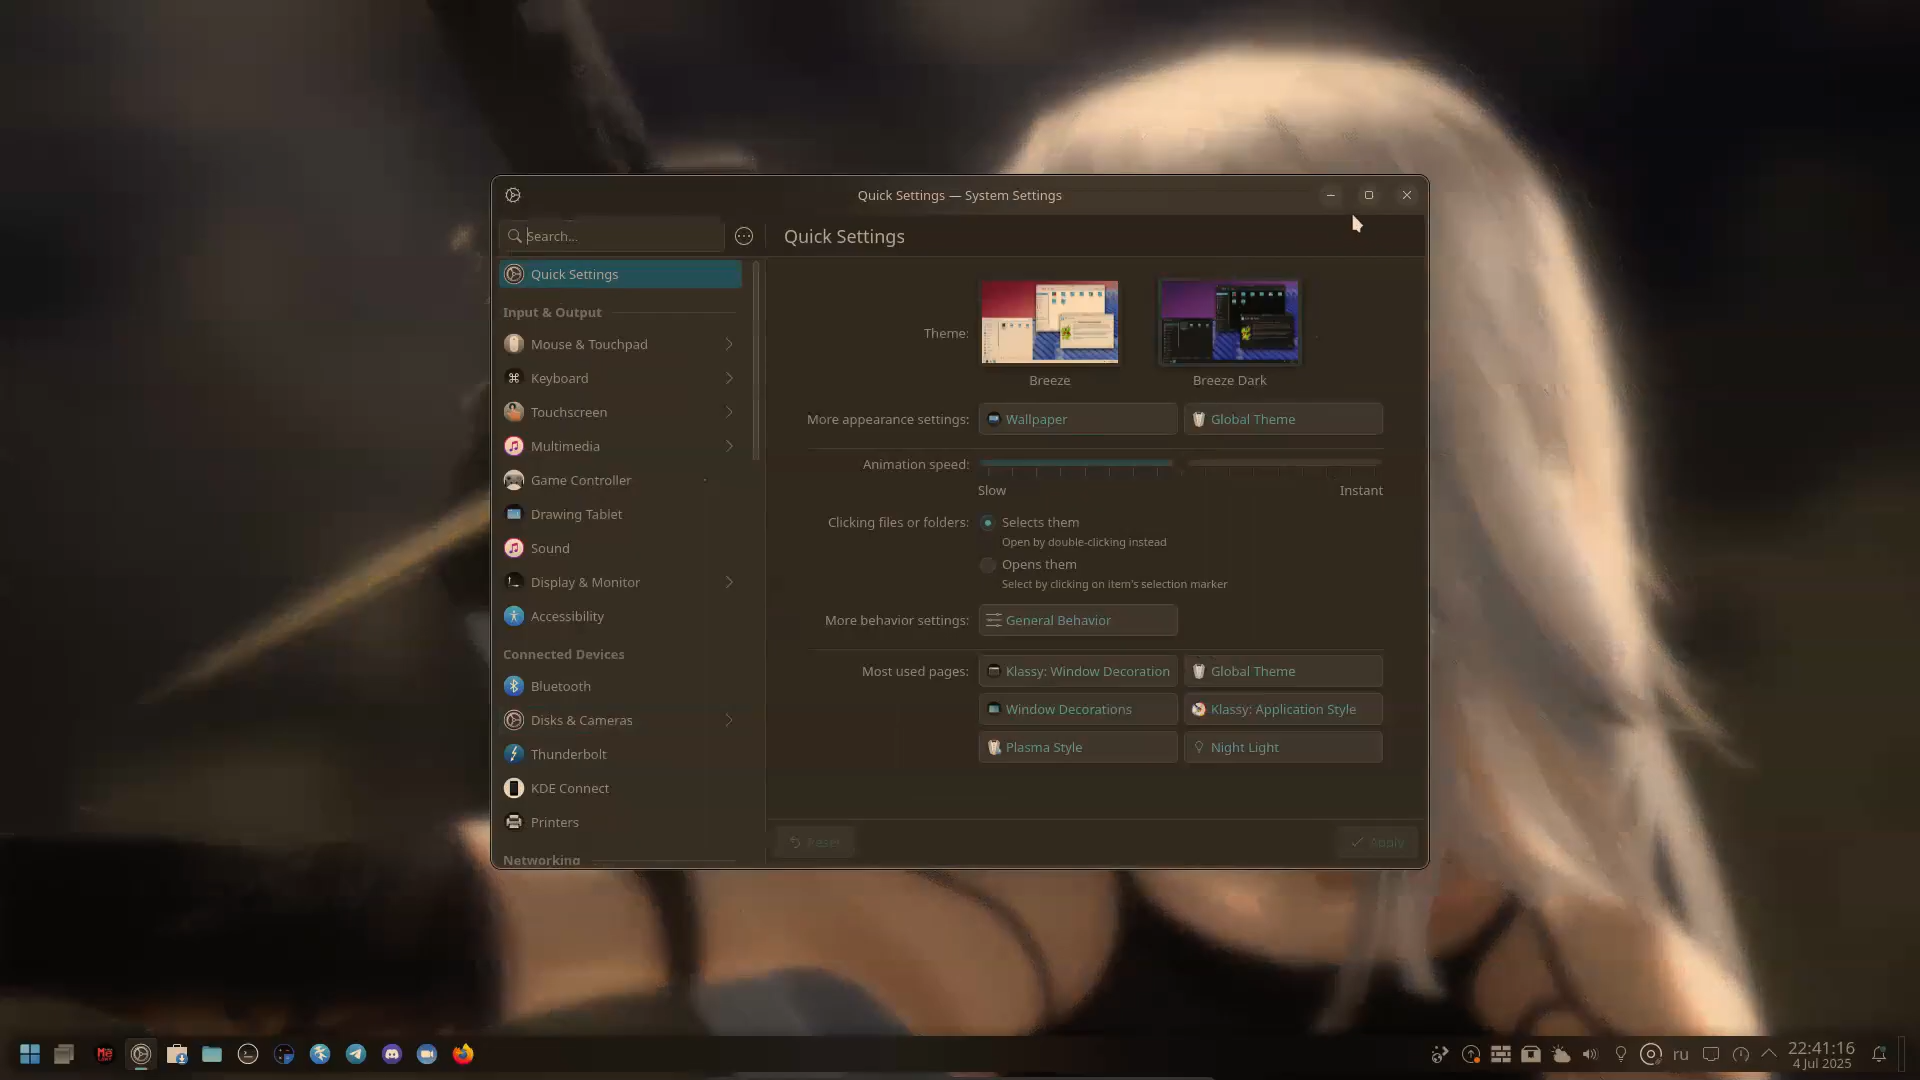 Quick Settings — System Settings
Search...
Quick Settings
Quick Settings
Input & Output
Mouse & Touchpad
Keyboard
Touchscreen
Multimedia
Game Controller
Drawing Tablet
Sound
Display & Monitor
Accessibility
Connected Devices
Bluetooth
Disks & Cameras
Thunderbolt
KDE Connect
Printers
Networking
Theme:
Breeze
Breeze Dark
More appearance settings:
Wallpaper
Global Theme
Animation speed:
Slow
Instant
Clicking files or folders:
Selects them
Open by double-clicking instead
Opens them
Select by clicking on item's selection marker
More behavior settings:
General Behavior
Most used pages:
Klassy: Window Decoration
Global Theme
Window Decorations
Klassy: Application Style
Plasma Style
Night Light
Reset
Apply
ru
22:41:16
4 Jul 2025